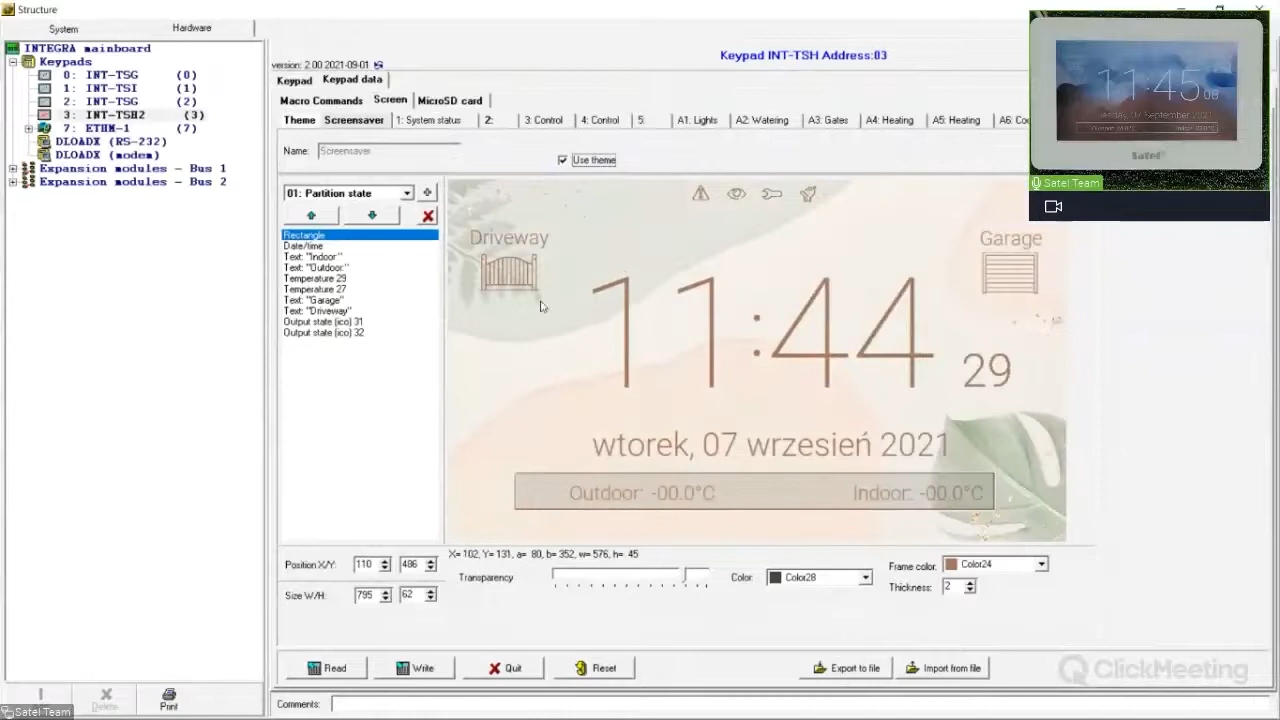 Structure
System Hardware
INTEGRA mainboard
Keypads
0: INT-TSG (0)
1: INT-TSI (1)
2: INT-TSG (2)
3: INT-TSH2 (3)
7: ETHM-1 (7)
DLOADX (RS-232)
DLOADX (modem)
Expansion modules - Bus 1
Expansion modules - Bus 2
Delete
Print
Satel Team
Keypad INT-TSH Address:03
version: 2.00 2021-09-01
Keypad Keypad data
Macro Commands Screen MicroSD card
Theme Screensaver 1: System status 2: 3: Control 4: Control 5: A1. Lights A2: Watering A3: Gates A4: Heating A5: Heating
Name: Screensaver
Use theme
01: Partition state
Rectangle
Date/time
Text: "Indoor:"
Text: "Outdoor:"
Temperature 29
Temperature 27
Text: "Garage"
Text: "Driveway"
Output state (ico) 31
Output state (ico) 32
Driveway
Garage
11:44 29
wtorek, 07 wrzesień 2021
Outdoor: -00.0°C Indoor: -00.0°C
X= 102, Y= 131, a= 80, b= 352, w= 576, h= 45
Position X/Y: 110 486
Size W/H: 795 62
Transparency
Color: Color28
Frame color: Color24
Thickness: 2
Read Write Quit Reset Export to file Import from file
Comments:
ClickMeeting
11:45
07 September 2021
Satel
Satel Team